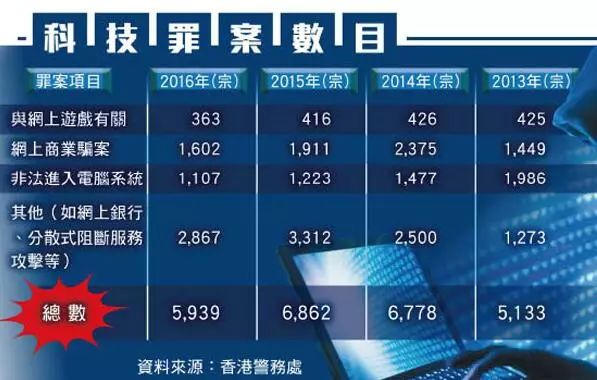 科技罪案數目
罪案項目 2016年(宗) 2015年(宗) 2014年(宗) 2013年(宗)
與網上遊戲有關 363 416 426 425
網上商業騙案 1,602 1,911 2,375 1,449
非法進入電腦系統 1,107 1,223 1,477 1,986
其他（如網上銀行
、分散式阻斷服務 2,867 3,312 2,500 1,273
攻擊等）
總數 5,939 6,862 6,778 5,133
資料來源：香港警務處